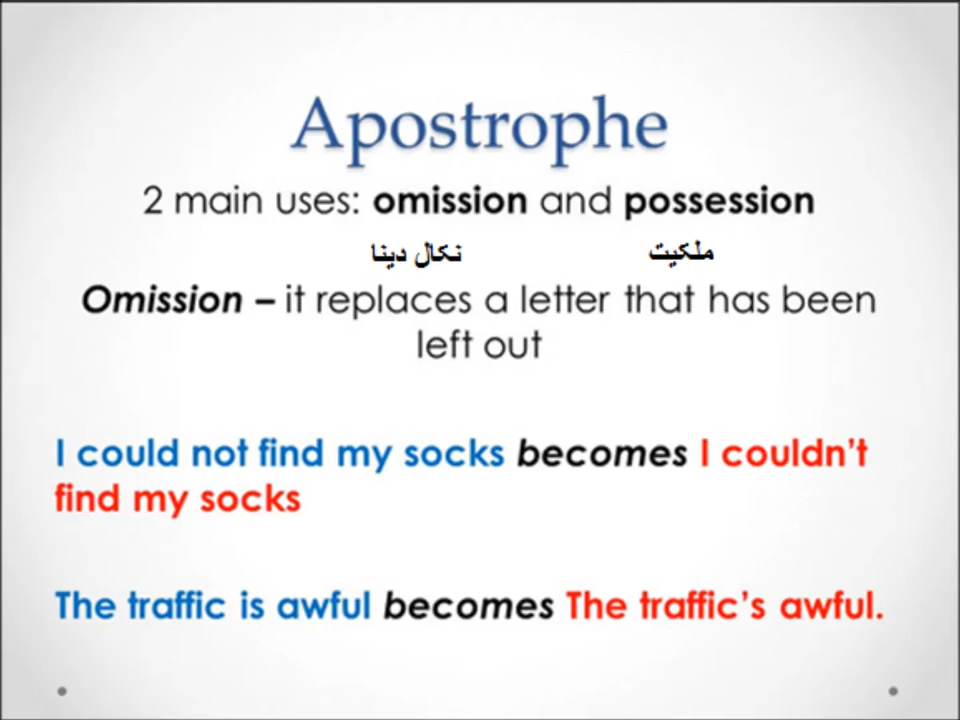 Apostrophe
2 main uses: omission and possession
نکال دینا ملکیت
Omission – it replaces a letter that has been
left out
I could not find my socks becomes I couldn’t
find my socks
The traffic is awful becomes The traffic’s awful.